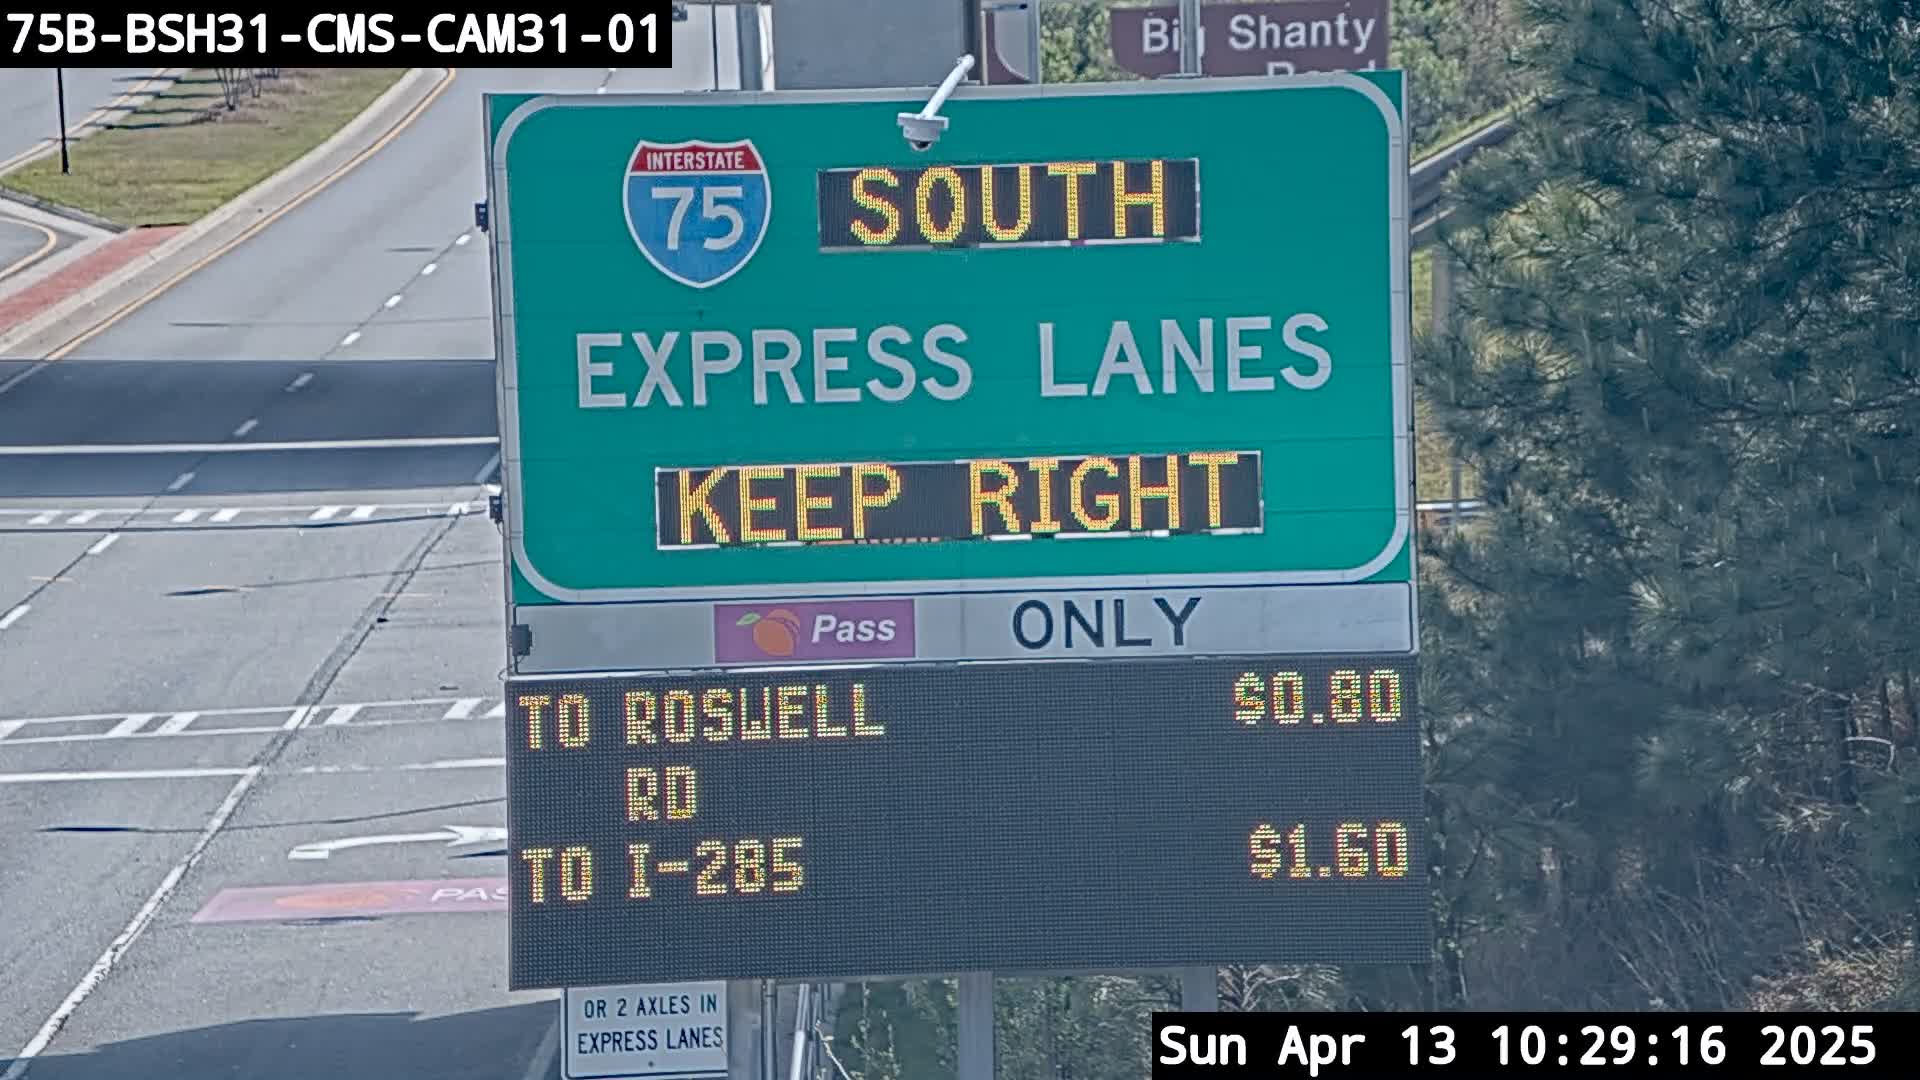 75B-BSH31-CMS-CAM31-01
Big Shanty
Road
INTERSTATE
75
SOUTH
EXPRESS LANES
KEEP RIGHT
Pass ONLY
TO ROSWELL $0.80
RD
TO I-285 $1.60
PAS
OR 2 AXLES IN
EXPRESS LANES
Sun Apr 13 10:29:16 2025